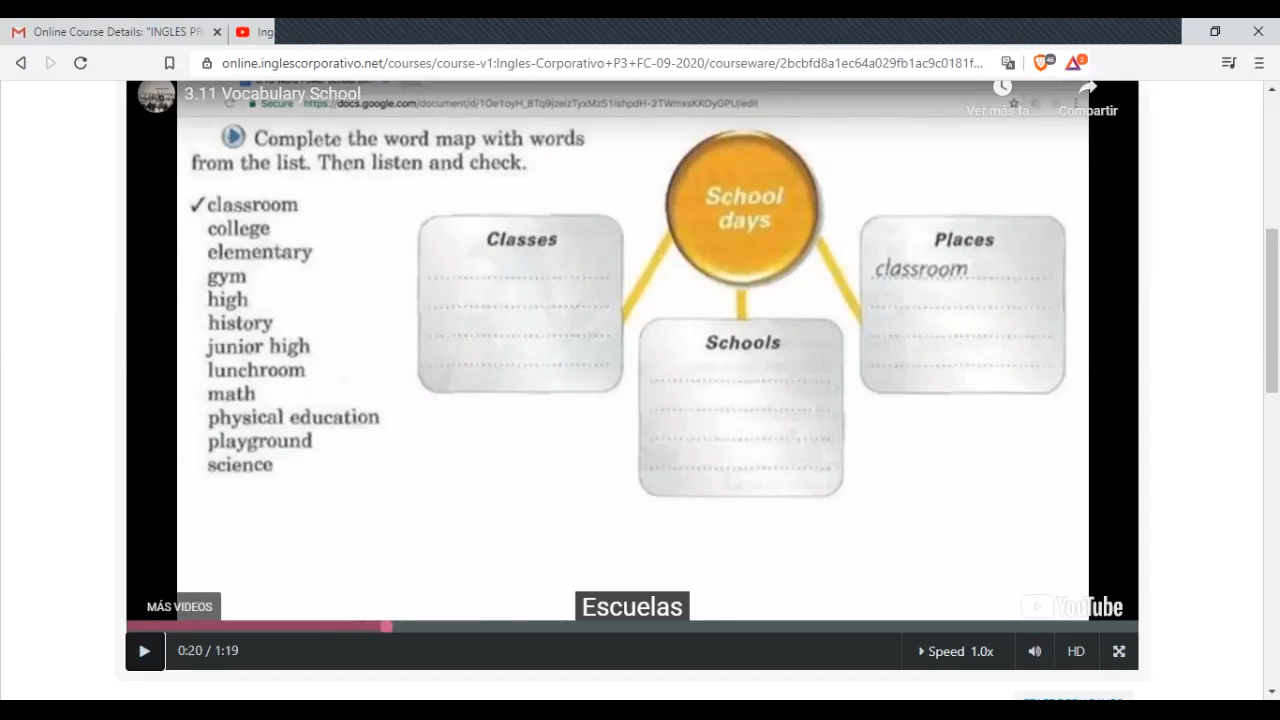 Online Course Details: "INGLES PR
Ing
online.inglescorporativo.net/courses/course-v1:Ingles-Corporativo+P3+FC-09-2020/courseware/2bcbfd8a1ec64a029fb1ac9c0181f...
3.11 Vocabulary School
Secure
Ver más ta...
Compartir
Complete the word map with words
from the list. Then listen and check.
classroom
college
elementary
gym
high
history
junior high
lunchroom
math
physical education
playground
science
School
days
Classes
Schools
Places
classroom
MÁS VIDEOS
Escuelas
YouTube
0:20 / 1:19
Speed 1.0x
HD